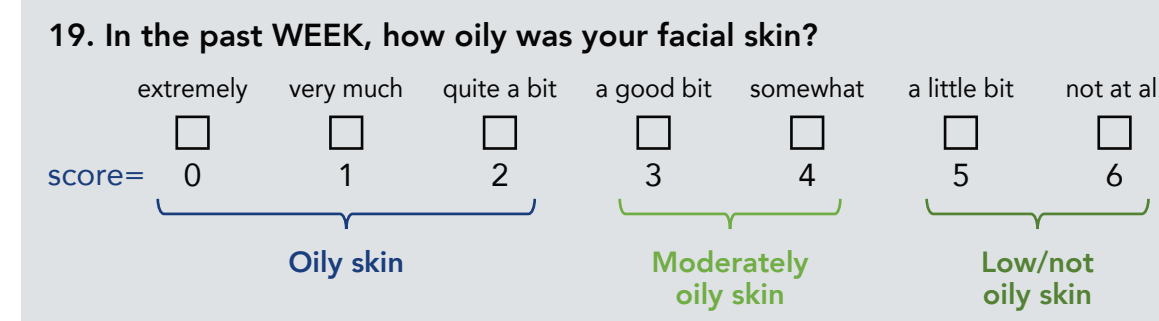 19. In the past WEEK, how oily was your facial skin?
extremely very much quite a bit a good bit somewhat a little bit not at al
score= 0 1 2 3 4 5 6
Oily skin Moderately oily skin Low/not oily skin